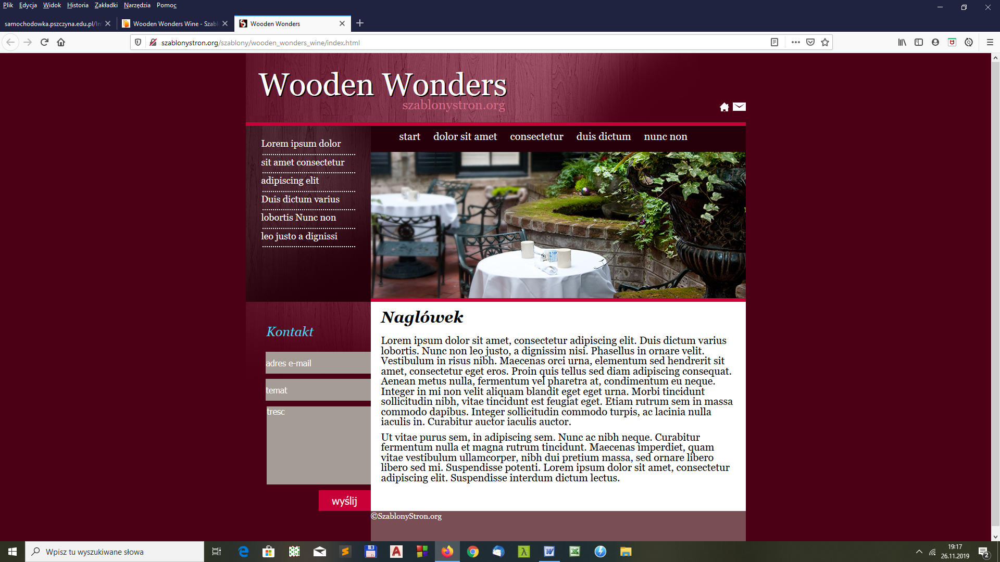 Plik Edycja Widok Historia Zakładki Narzędzia Pomoc
samochodowka.pszczyna.edu.pl/In
Wooden Wonders Wine - Szabl
Wooden Wonders
szablonystron.org/szablony/wooden_wonders_wine/index.html
Wooden Wonders
szablonystron.org
start dolor sit amet consectetur duis dictum nunc non
Lorem ipsum dolor
sit amet consectetur
adipiscing elit
Duis dictum varius
lobortis Nunc non
leo justo a dignissi
Kontakt
adres e-mail
temat
tresc
wyślij
Naglówek
Lorem ipsum dolor sit amet, consectetur adipiscing elit. Duis dictum varius
lobortis. Nunc non leo justo, a dignissim nisi. Phasellus in ornare velit.
Vestibulum in risus nibh. Maecenas orci urna, elementum sed hendrerit sit
amet, consectetur eget eros. Proin quis tellus sed diam adipiscing consequat.
Aenean metus nulla, fermentum vel pharetra at, condimentum eu neque.
Integer in mi non velit aliquam blandit eget eget urna. Morbi tincidunt
sollicitudin nibh, vitae tincidunt est feugiat eget. Etiam rutrum sem in massa
commodo dapibus. Integer sollicitudin commodo turpis, ac lacinia nulla
iaculis in. Curabitur auctor iaculis auctor.
Ut vitae purus sem, in adipiscing sem. Nunc ac nibh neque. Curabitur
fermentum nulla et magna rutrum tincidunt. Maecenas imperdiet, quam
vitae vestibulum ullamcorper, nibh dui pretium massa, sed ornare libero
libero sed mi. Suspendisse potenti. Lorem ipsum dolor sit amet, consectetur
adipiscing elit. Suspendisse interdum dictum lectus.
©SzablonyStron.org
Wpisz tu wyszukiwane słowa
19:17
26.11.2019
2